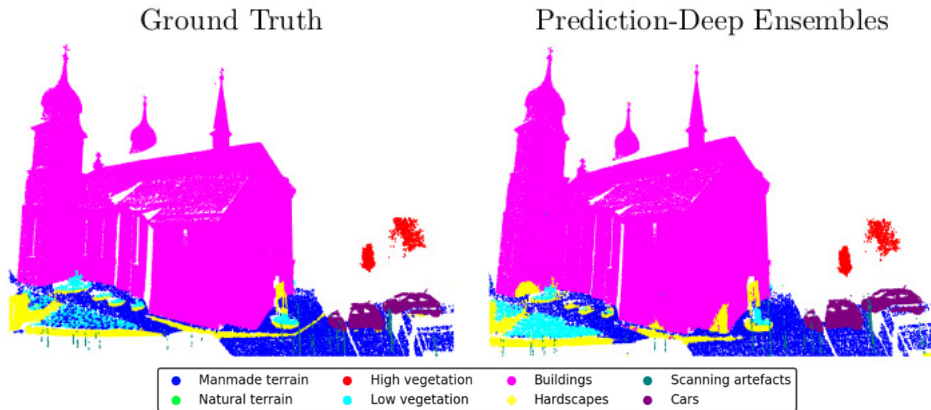 Ground Truth
Prediction-Deep Ensembles
Manmade terrain
High vegetation
Buildings
Scanning artefacts
Natural terrain
Low vegetation
Hardscapes
Cars